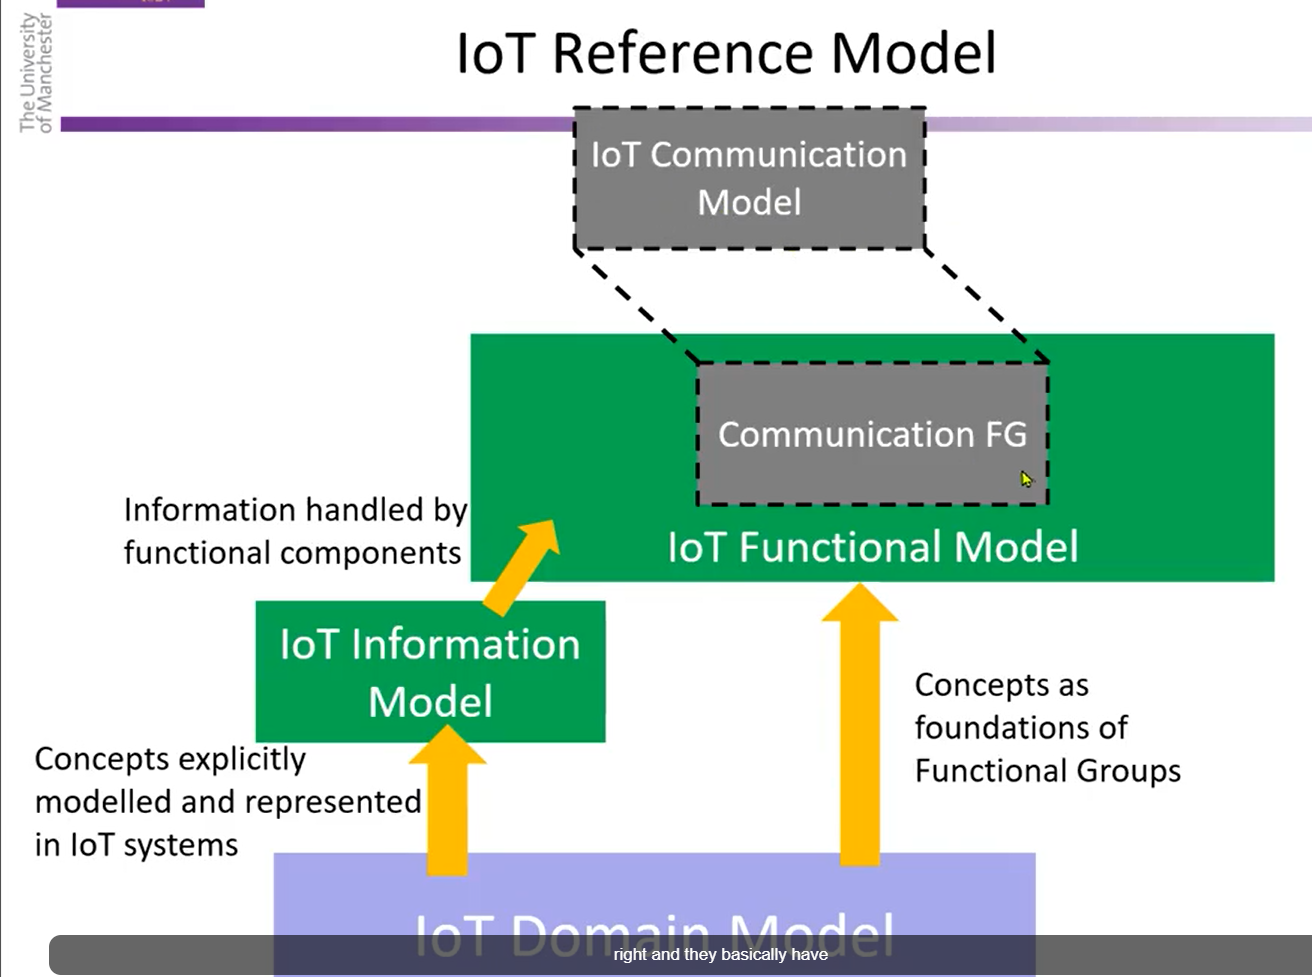 The University
of Manchester
IoT Reference Model
IoT Communication
Model
Communication FG
IoT Functional Model
Information handled by
functional components
IoT Information
Model
Concepts as
foundations of
Functional Groups
Concepts explicitly
modelled and represented
in IoT systems
IoT Domain Model
right and they basically have